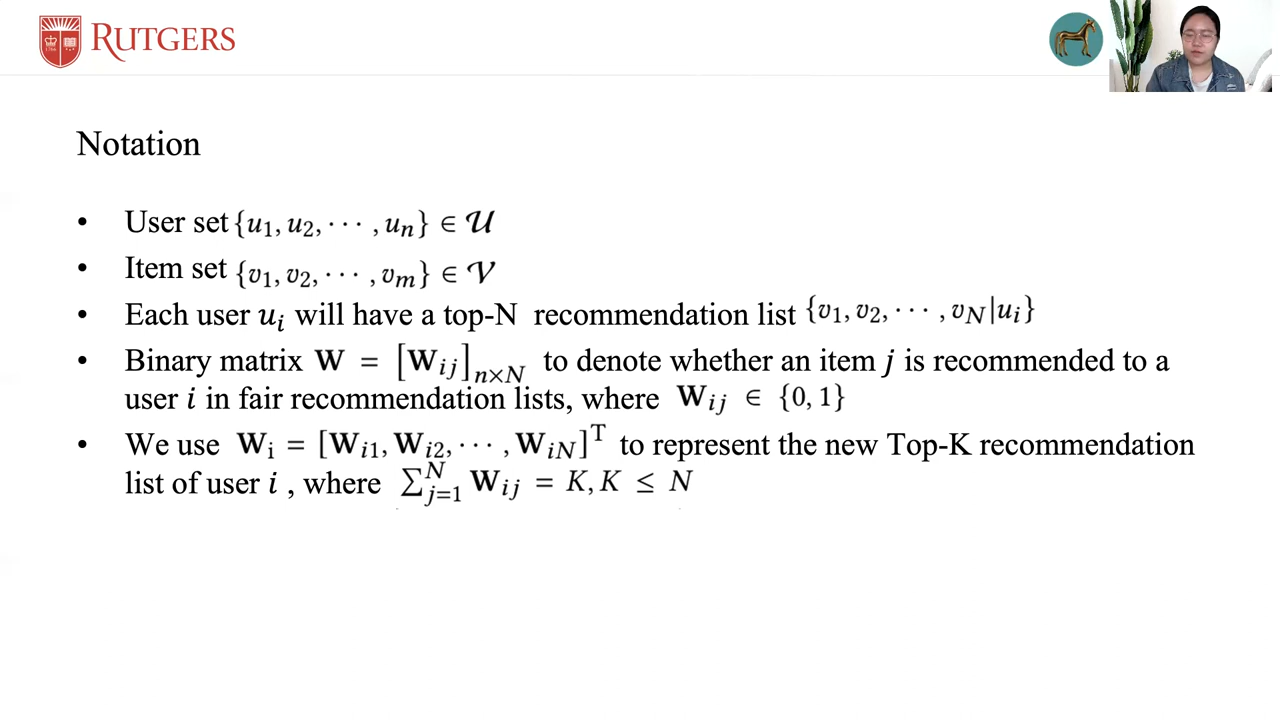 RUTGERS
Notation
• User set {u1, u2, ··· , un} ∈ 𝒰
• Item set {v1, v2, ··· , vm} ∈ 𝒱
• Each user ui will have a top-N recommendation list {v1, v2, ··· , vN|ui}
• Binary matrix W = [Wij]n×N to denote whether an item j is recommended to a
user i in fair recommendation lists, where Wij ∈ {0, 1}
• We use Wi = [Wi1, Wi2, ··· , WiN]T to represent the new Top-K recommendation
list of user i , where ∑j=1N Wij = K, K ≤ N